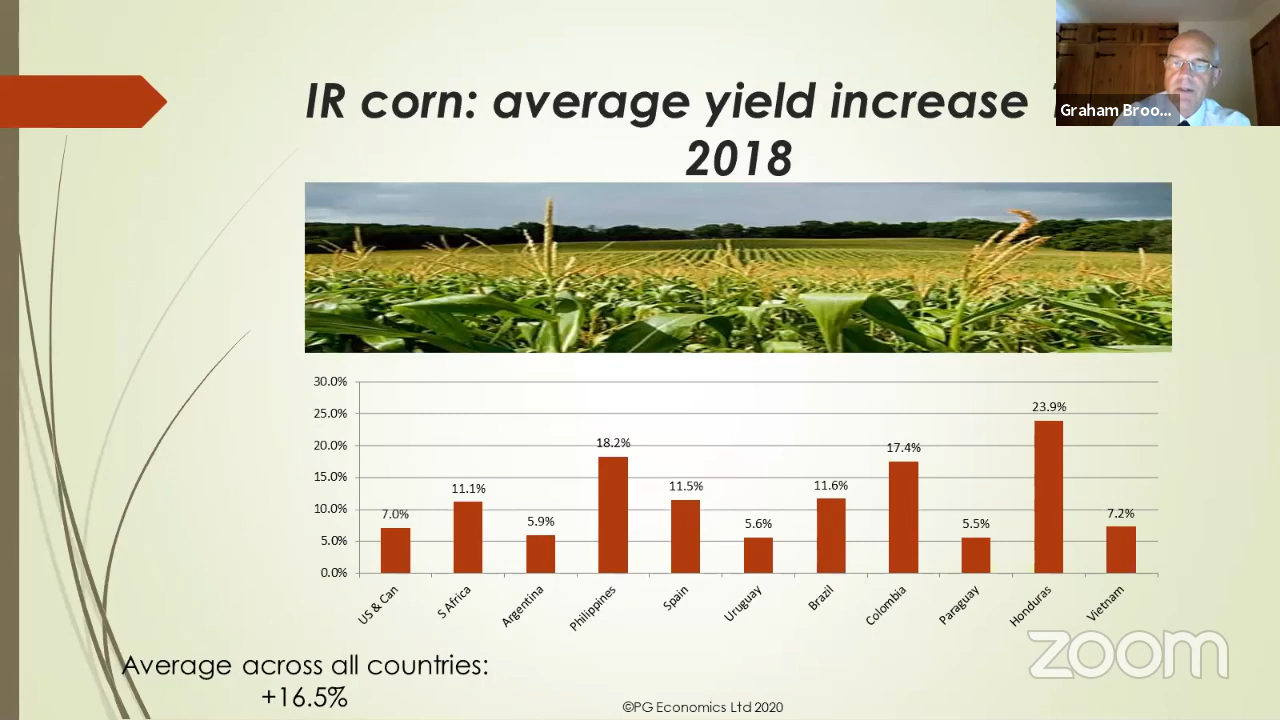 IR corn: average yield increase
2018
Graham Broo...
30.0%
25.0%
20.0%
15.0%
10.0%
5.0%
0.0%
7.0%
11.1%
5.9%
18.2%
11.5%
5.6%
11.6%
17.4%
5.5%
23.9%
7.2%
US & Can
S Africa
Argentina
Philippines
Spain
Uruguay
Brazil
Colombia
Paraguay
Honduras
Vietnam
Average across all countries:
+16.5%
©PG Economics Ltd 2020
zoom